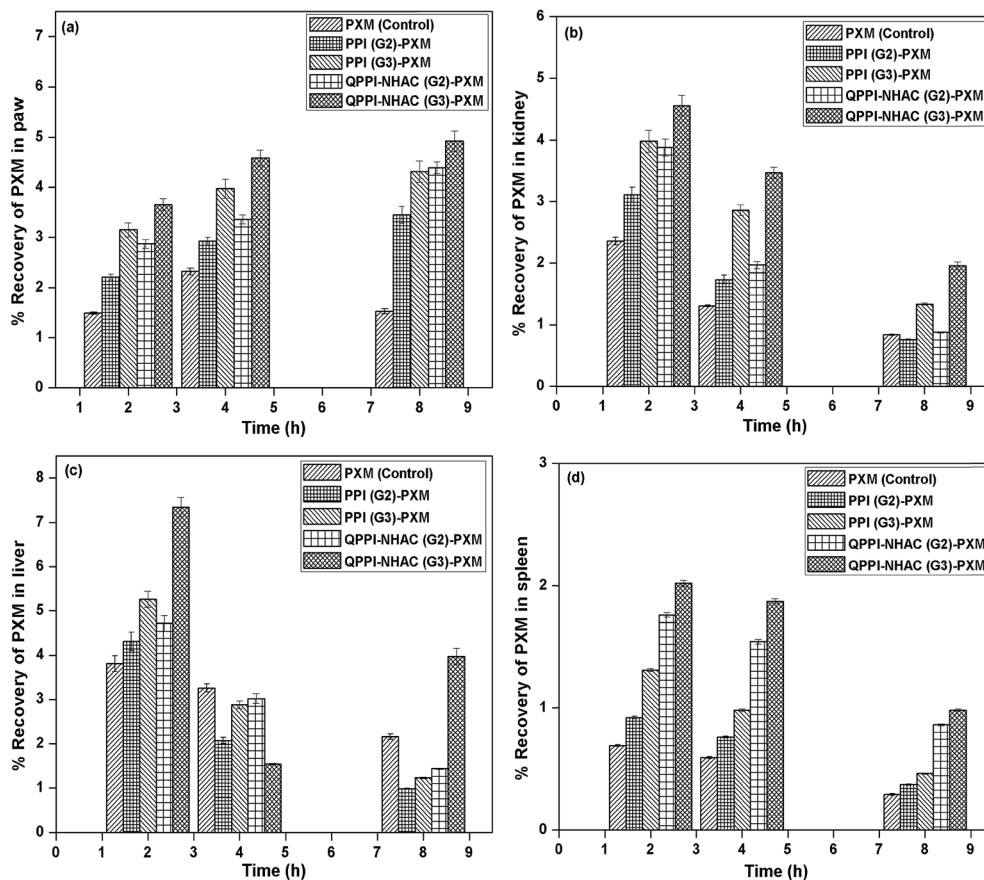 (a)
PXM (Control)
PPI (G2)-PXM
PPI (G3)-PXM
QPPI-NHAC (G2)-PXM
QPPI-NHAC (G3)-PXM
% Recovery of PXM in paw
7
6
5
4
3
2
1
0
1 2 3 4 5 6 7 8 9
Time (h)
(b)
PXM (Control)
PPI (G2)-PXM
PPI (G3)-PXM
QPPI-NHAC (G2)-PXM
QPPI-NHAC (G3)-PXM
% Recovery of PXM in kidney
6
5
4
3
2
1
0
0 1 2 3 4 5 6 7 8 9
Time (h)
(c)
PXM (Control)
PPI (G2)-PXM
PPI (G3)-PXM
QPPI-NHAC (G2)-PXM
QPPI-NHAC (G3)-PXM
% Recovery of PXM in liver
8
7
6
5
4
3
2
1
0
0 1 2 3 4 5 6 7 8 9
Time (h)
(d)
PXM (Control)
PPI (G2)-PXM
PPI (G3)-PXM
QPPI-NHAC (G2)-PXM
QPPI-NHAC (G3)-PXM
% Recovery of PXM in spleen
3
2
1
0
0 1 2 3 4 5 6 7 8 9
Time (h)